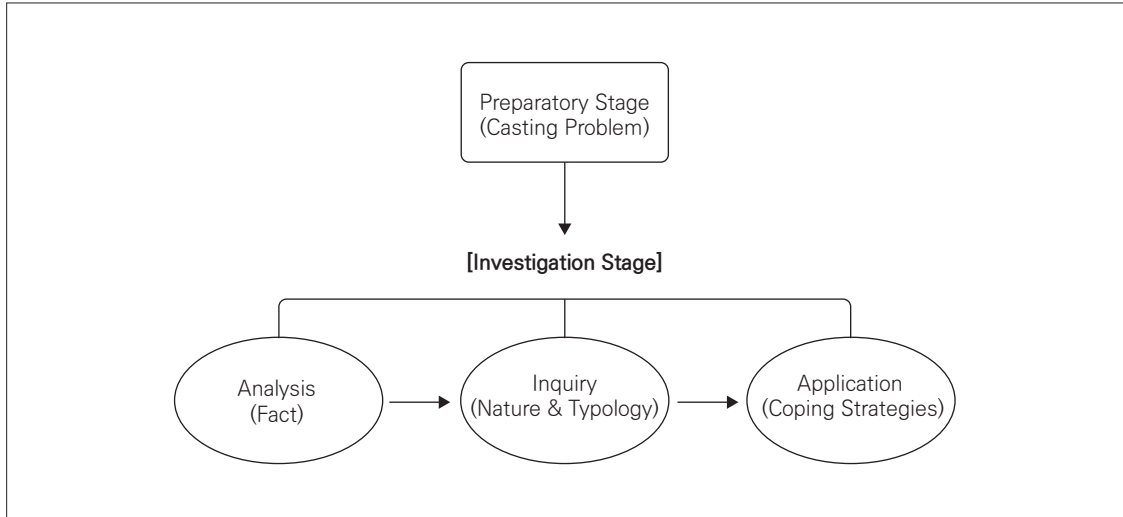 Preparatory Stage
(Casting Problem)
[Investigation Stage]
Analysis
(Fact)
Inquiry
(Nature & Typology)
Application
(Coping Strategies)